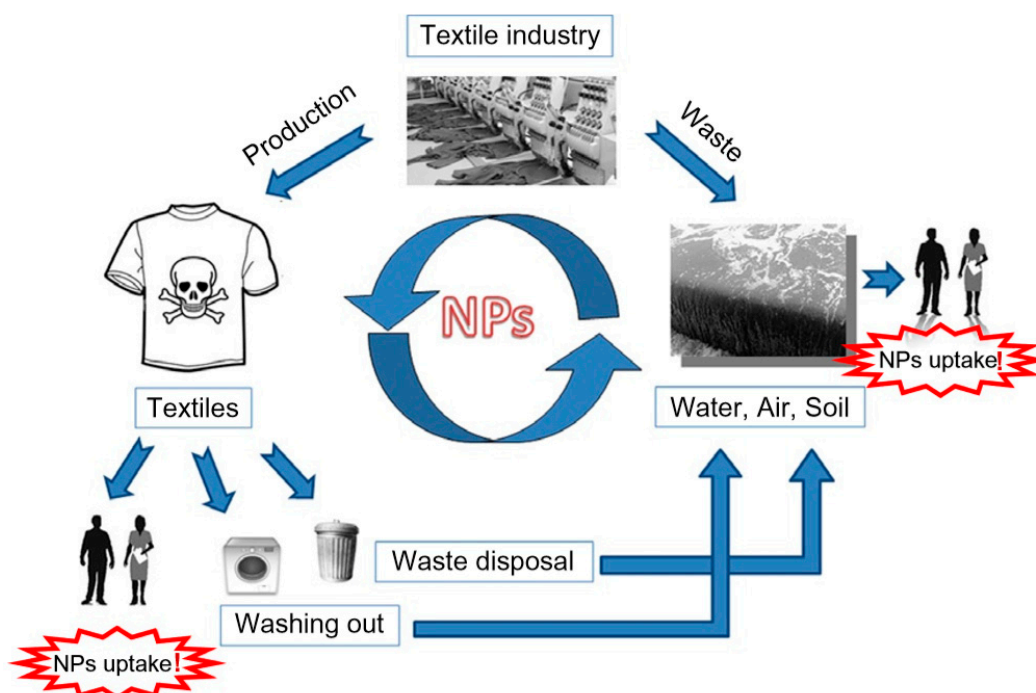 Textile industry
Production
Waste
NPs
NPs uptake!
Textiles
Water, Air, Soil
Waste disposal
Washing out
NPs uptake!